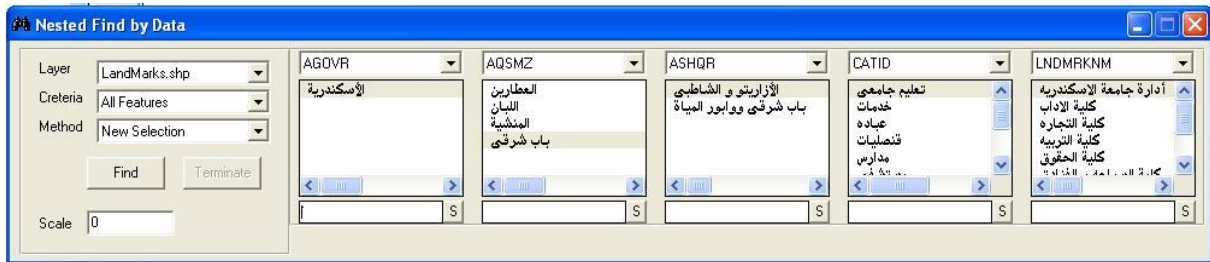 Nested Find by Data
Layer
LandMarks.shp
Creteria
All Features
Method
New Selection
Find
Terminate
Scale
0
AGOVR
الأسكندرية
S
AQSMZ
العطارين
اللبان
المنشية
باب شرقى
S
ASHQR
الأزاريتو و الشاطبى
باب شرقى ووابور المياة
S
CATID
تعليم جامعى
خدمات
عباده
قنصليات
مدارس
S
LNDMRKNM
أدارة جامعة الاسكندريه
كلية الاداب
كلية التجاره
كلية التربيه
كلية الحقوق
كلية
S